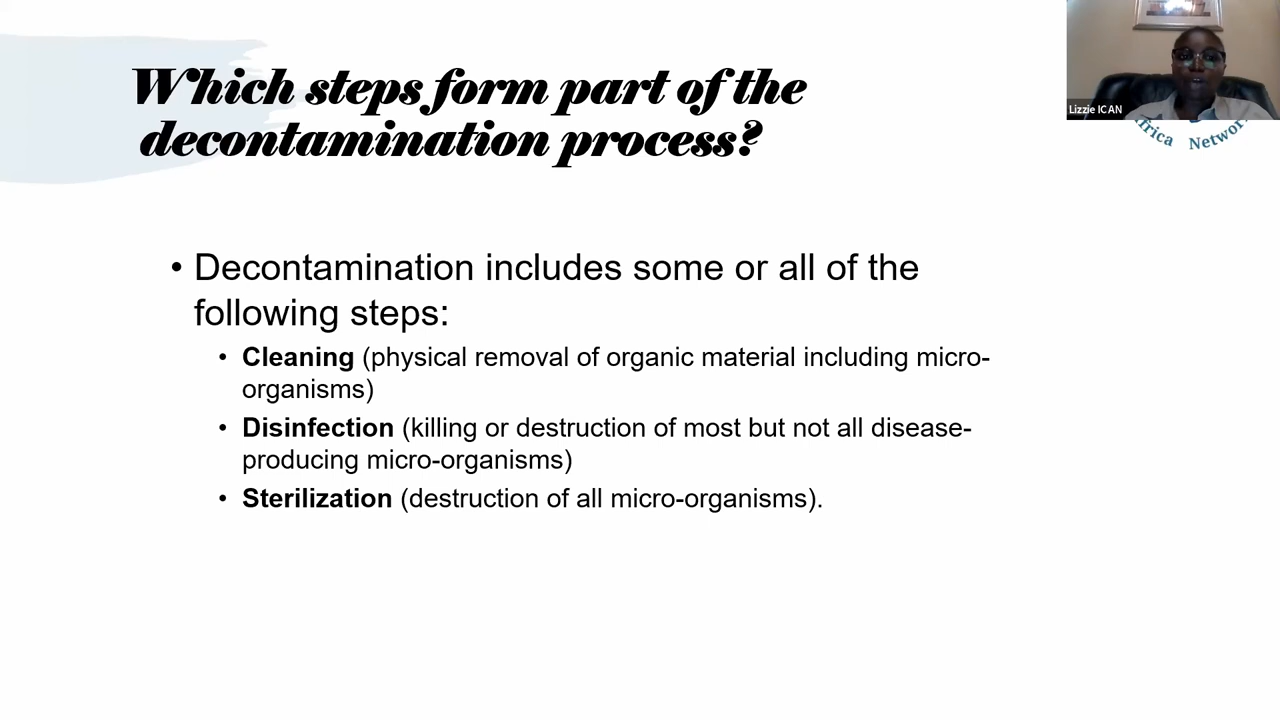 Which steps form part of the
decontamination process?
Lizzie ICAN
Africa Network
• Decontamination includes some or all of the
following steps:
• Cleaning (physical removal of organic material including micro-
organisms)
• Disinfection (killing or destruction of most but not all disease-
producing micro-organisms)
• Sterilization (destruction of all micro-organisms).